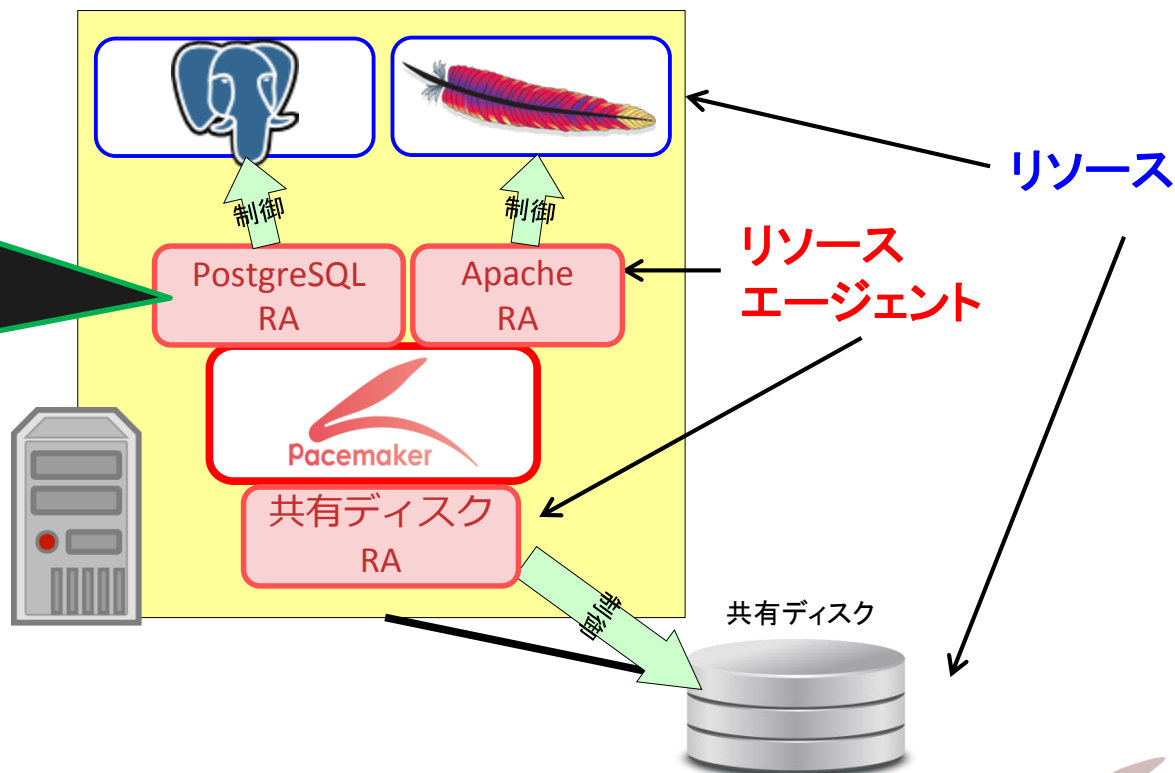 制御
制御
リソース
PostgreSQL
RA
Apache
RA
リソース
エージェント
Pacemaker
共有ディスク
RA
制御
共有ディスク